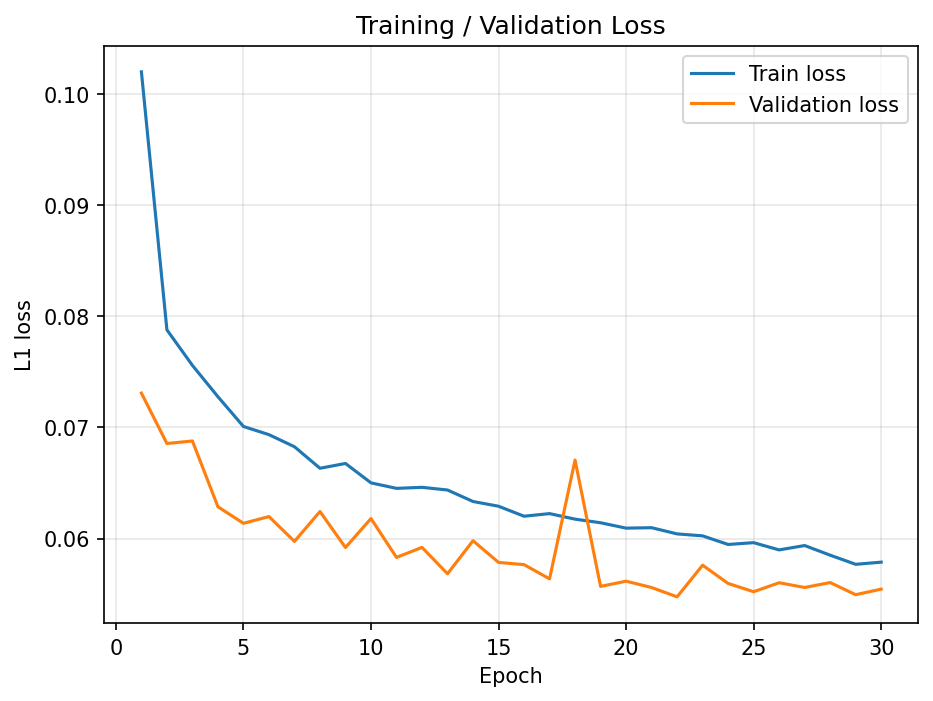 Training / Validation Loss
Train loss
Validation loss
0.10
0.09
0.08
0.07
0.06
L1 loss
0 5 10 15 20 25 30
Epoch